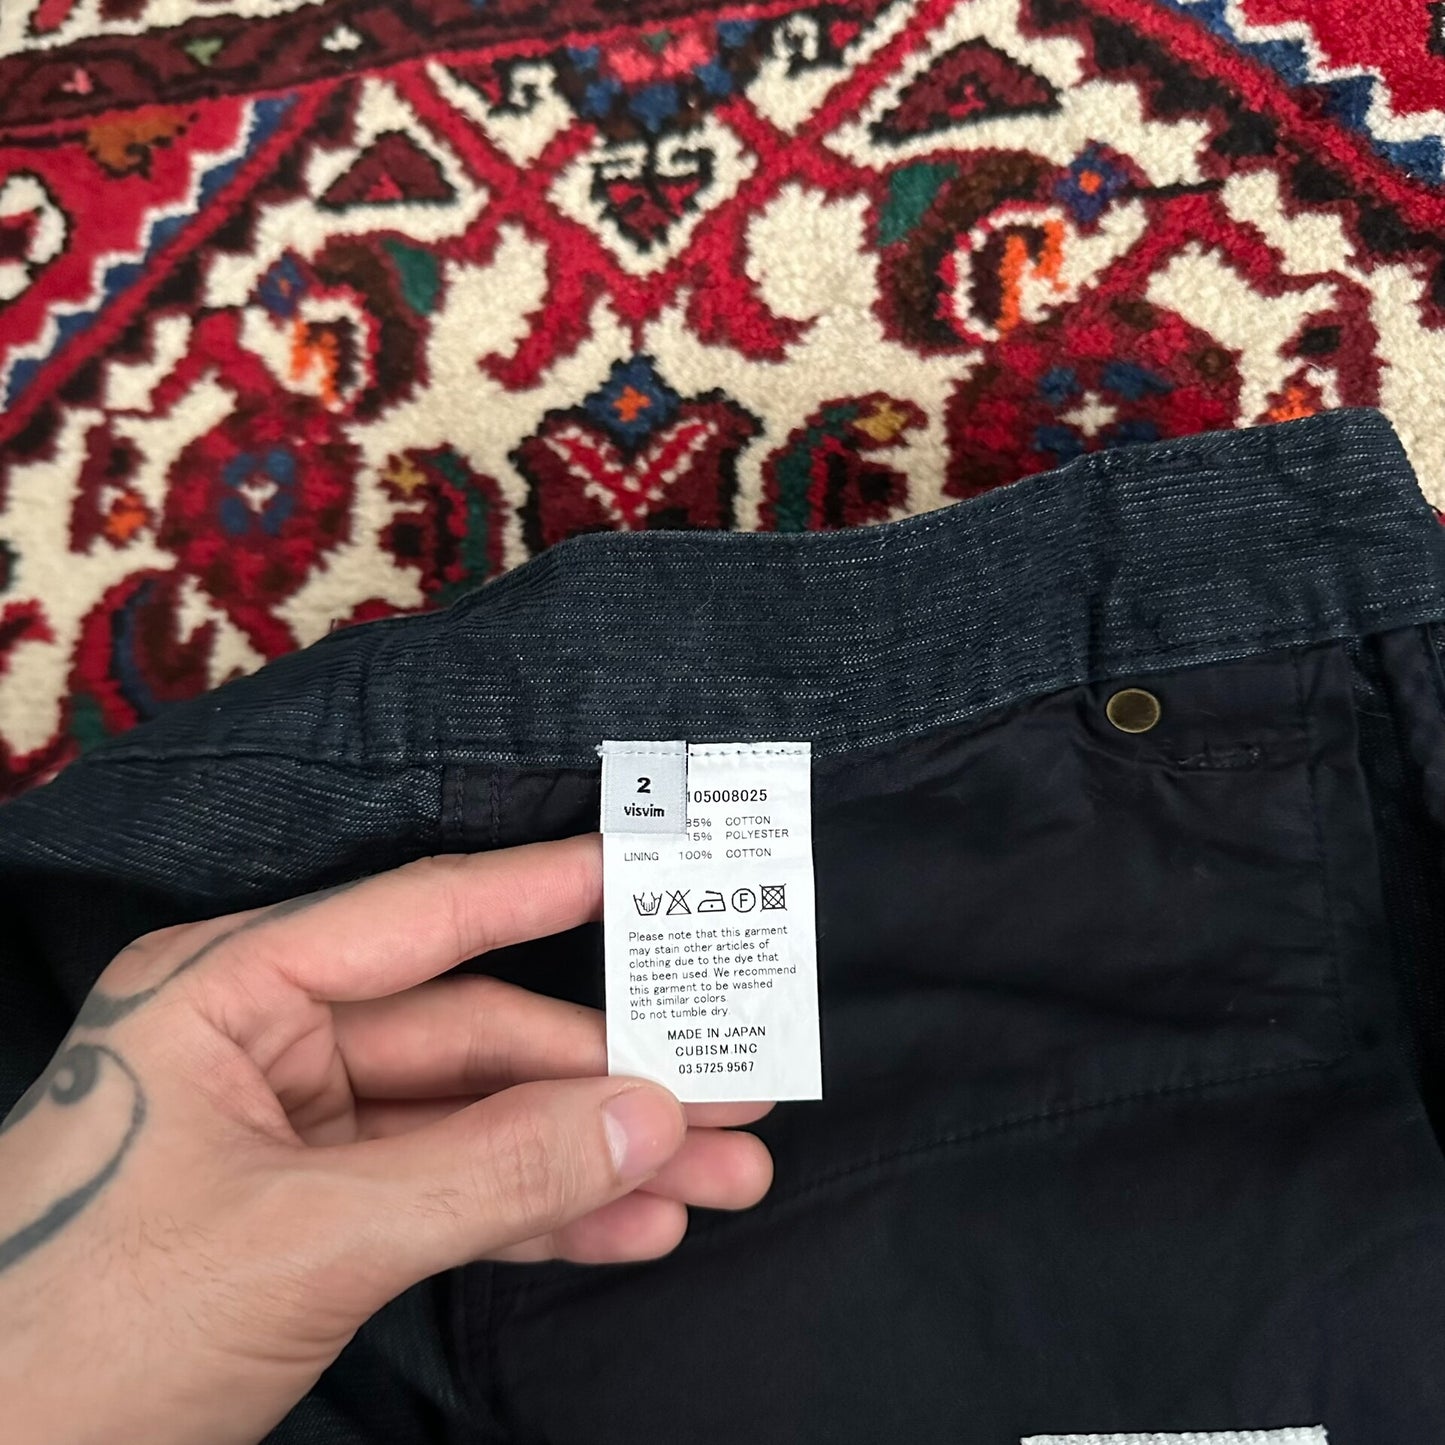 2
visvim
105008025
85% COTTON
15% POLYESTER
LINING 100% COTTON
F
Please note that this garment
may stain other articles of
clothing due to the dye that
has been used. We recommend
this garment to be washed
with similar colors.
Do not tumble dry.
MADE IN JAPAN
CUBISM.INC
03.5725.9567